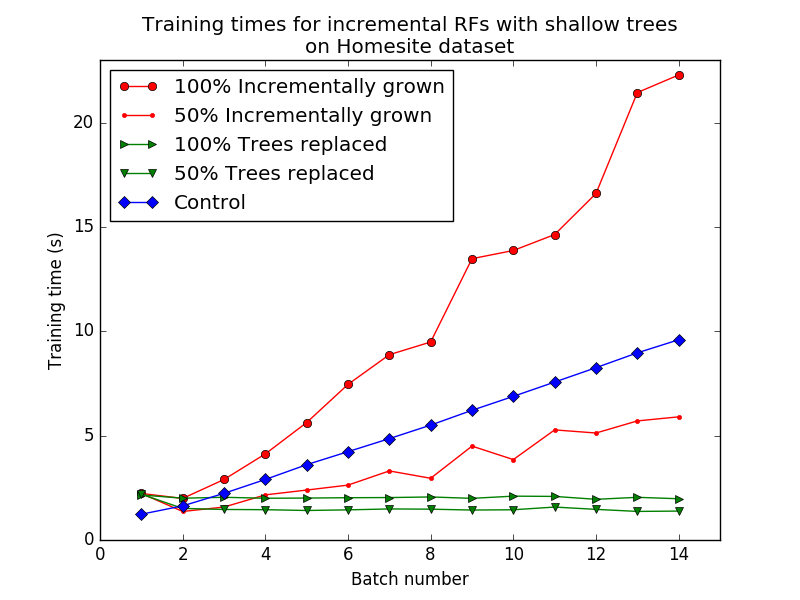 Training times for incremental RFs with shallow trees
on Homesite dataset
100% Incrementally grown
50% Incrementally grown
100% Trees replaced
50% Trees replaced
Control
Training time (s)
20
15
10
5
0
0 2 4 6 8 10 12 14
Batch number